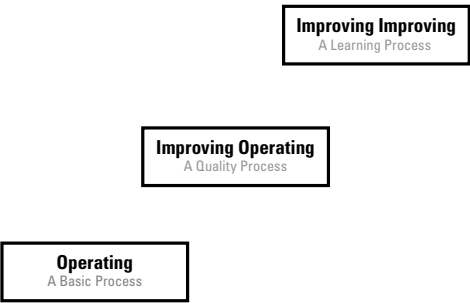 Improving Improving
A Learning Process
Improving Operating
A Quality Process
Operating
A Basic Process